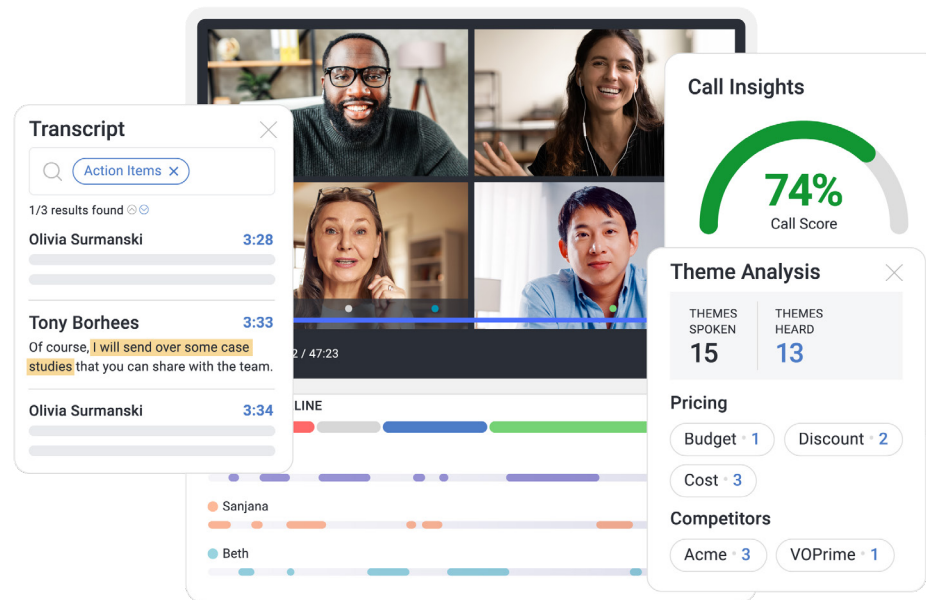 Transcript
Action Items ×
1/3 results found
Olivia Surmanski 3:28
Tony Borhees 3:33
Of course, I will send over some case
studies that you can share with the team.
Olivia Surmanski 3:34
2 / 47:23
LINE
Sanjana
Beth
Call Insights
74%
Call Score
Theme Analysis
THEMES
SPOKEN
15
THEMES
HEARD
13
Pricing
Budget • 1
Discount • 2
Cost • 3
Competitors
Acme • 3
VOPrime • 1